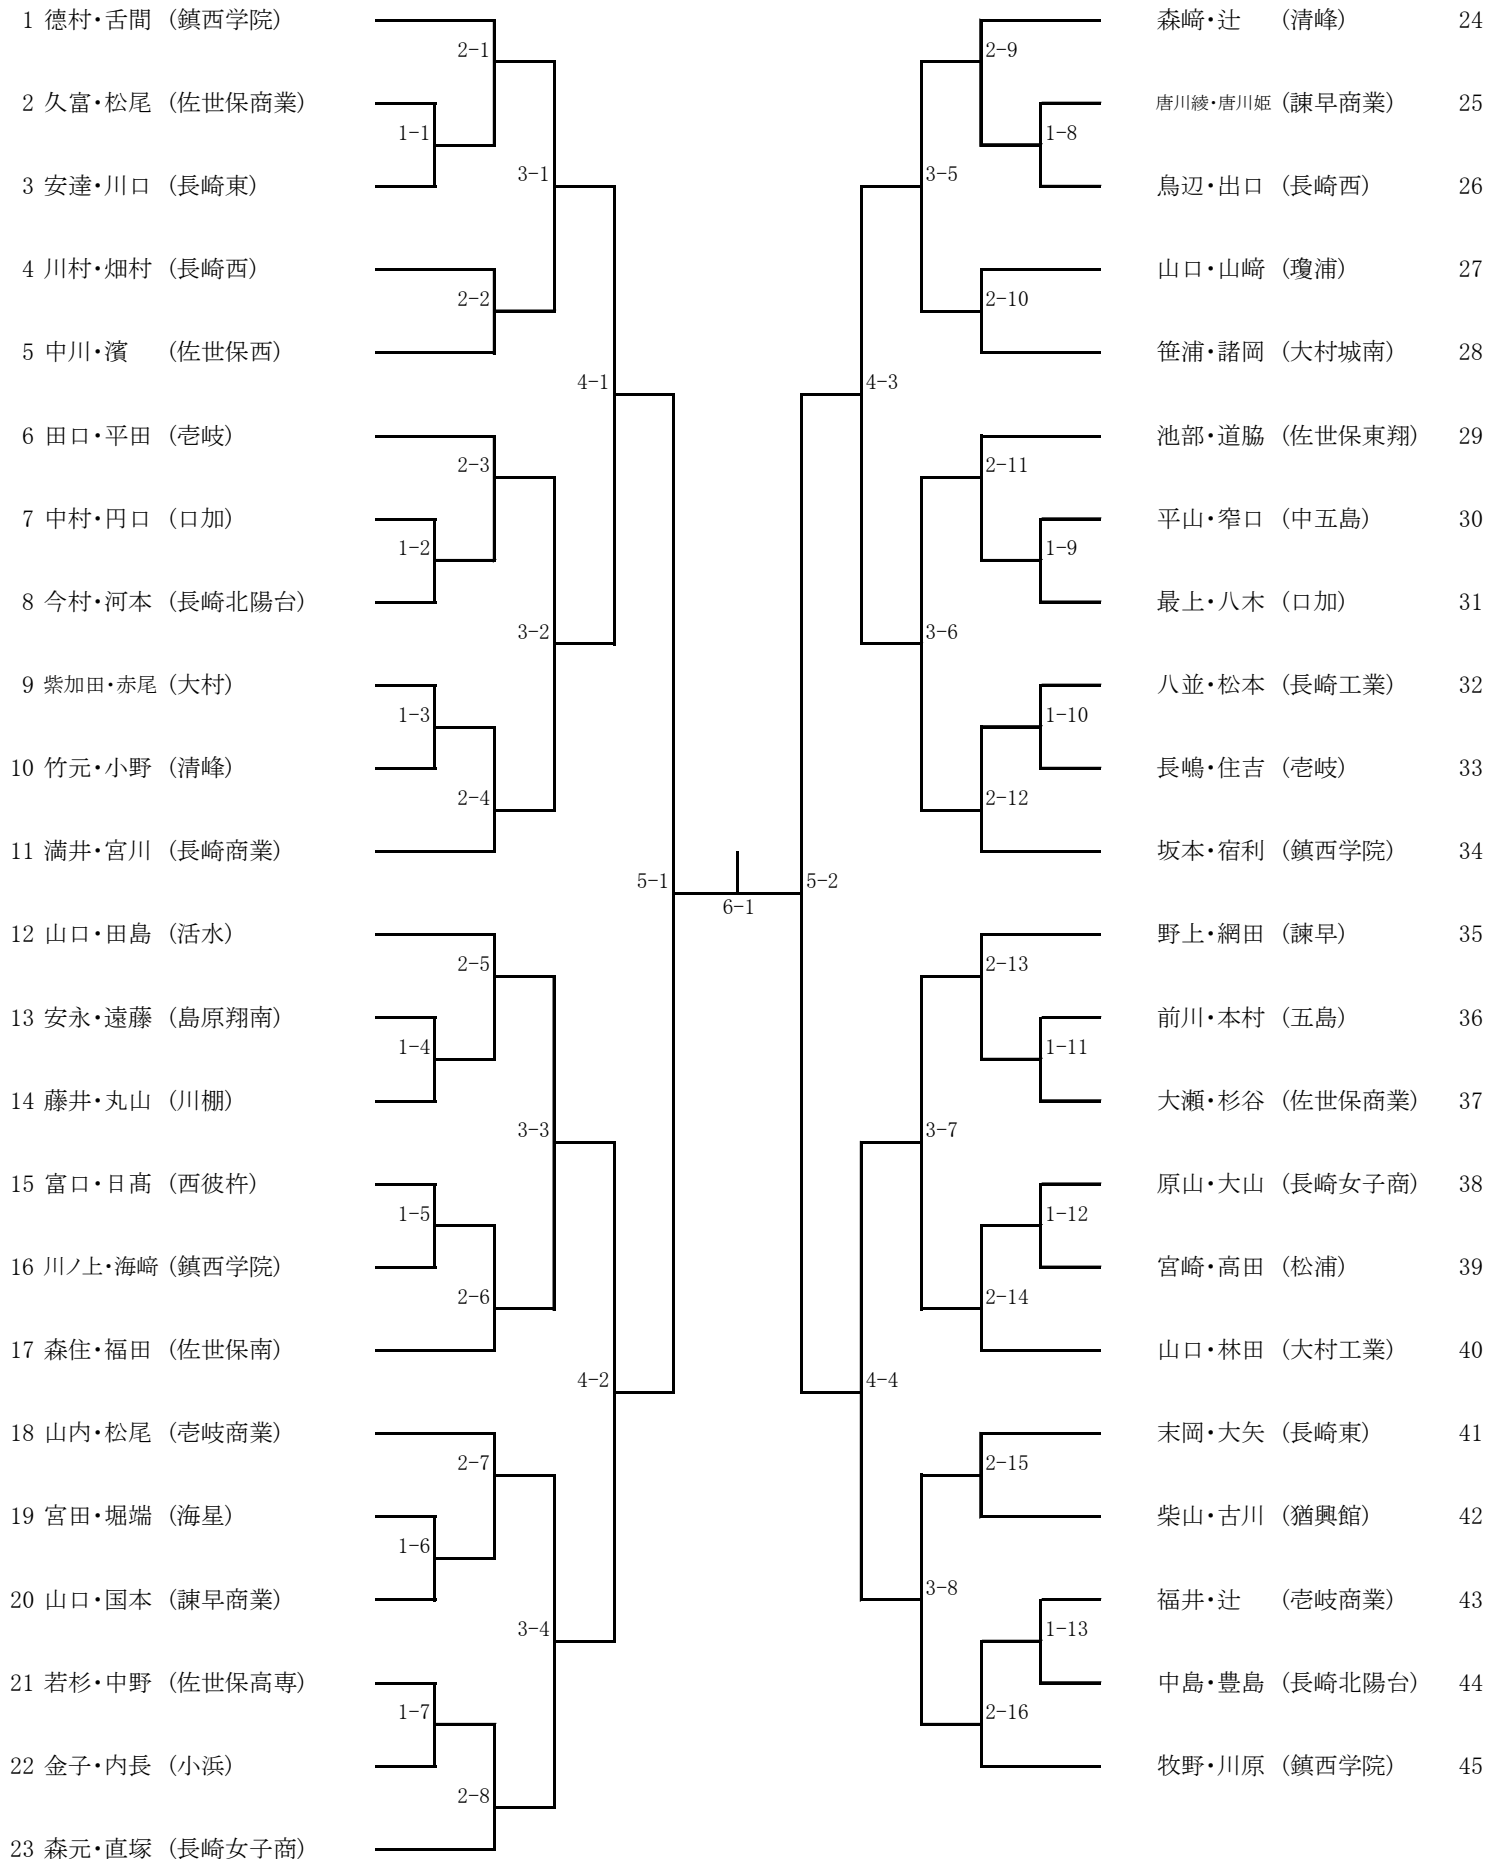 1 德村・舌間 (鎮西学院)
2-1
2 久富・松尾 (佐世保商業)
1-1
3 安達・川口 (長崎東)
3-1
4 川村・畑村 (長崎西)
2-2
5 中川・濱 (佐世保西)
4-1
6 田口・平田 (壱岐)
2-3
7 中村・円口 (口加)
1-2
8 今村・河本 (長崎北陽台)
3-2
9 紫加田・赤尾 (大村)
1-3
10 竹元・小野 (清峰)
2-4
11 満井・宮川 (長崎商業)
5-1
12 山口・田島 (活水)
2-5
13 安永・遠藤 (島原翔南)
1-4
14 藤井・丸山 (川棚)
3-3
15 富口・日髙 (西彼杵)
1-5
16 川ノ上・海﨑 (鎮西学院)
2-6
17 森住・福田 (佐世保南)
4-2
18 山内・松尾 (壱岐商業)
2-7
19 宮田・堀端 (海星)
1-6
20 山口・国本 (諫早商業)
3-4
21 若杉・中野 (佐世保高専)
1-7
22 金子・内長 (小浜)
2-8
23 森元・直塚 (長崎女子商)
6-1
森﨑・辻 (清峰) 24
2-9
唐川綾・唐川姫 (諫早商業) 25
1-8
鳥辺・出口 (長崎西) 26
3-5
山口・山﨑 (瓊浦) 27
2-10
笹浦・諸岡 (大村城南) 28
4-3
池部・道脇 (佐世保東翔) 29
2-11
平山・窄口 (中五島) 30
1-9
最上・八木 (口加) 31
3-6
八並・松本 (長崎工業) 32
1-10
長嶋・住吉 (壱岐) 33
2-12
坂本・宿利 (鎮西学院) 34
5-2
野上・網田 (諫早) 35
2-13
前川・本村 (五島) 36
1-11
大瀬・杉谷 (佐世保商業) 37
3-7
原山・大山 (長崎女子商) 38
1-12
宮崎・高田 (松浦) 39
2-14
山口・林田 (大村工業) 40
4-4
末岡・大矢 (長崎東) 41
2-15
柴山・古川 (猶興館) 42
3-8
福井・辻 (壱岐商業) 43
1-13
中島・豊島 (長崎北陽台) 44
2-16
牧野・川原 (鎮西学院) 45